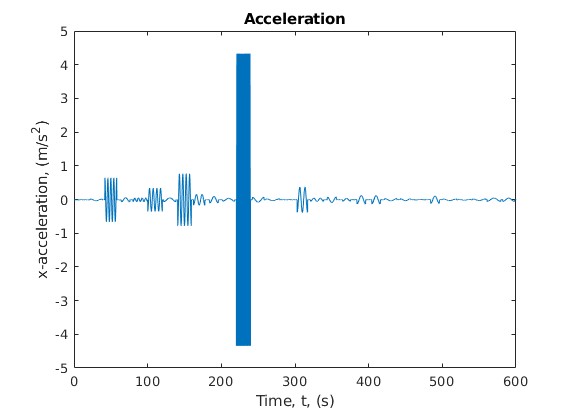 Acceleration
x-acceleration, (m/s²)
5
4
3
2
1
0
-1
-2
-3
-4
-5
0 100 200 300 400 500 600
Time, t, (s)